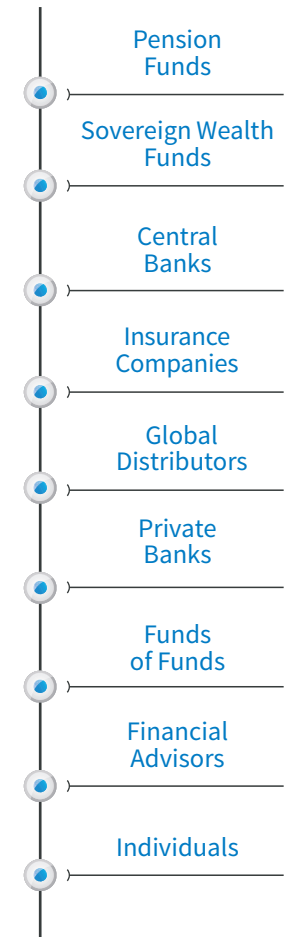 Pension
Funds
Sovereign Wealth
Funds
Central
Banks
Insurance
Companies
Global
Distributors
Private
Banks
Funds
of Funds
Financial
Advisors
Individuals